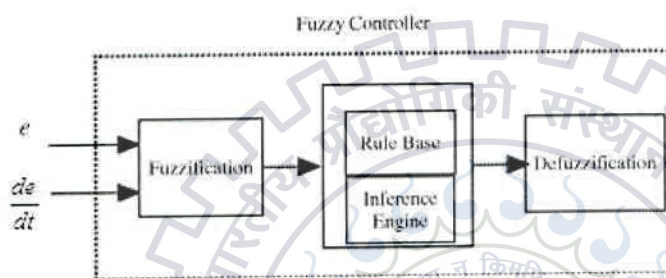 Fuzzy Controller
e
de
dt
Fuzzification
Rule Base
Inference
Engine
Defuzzification
प्रौद्योगिकी संस्थान